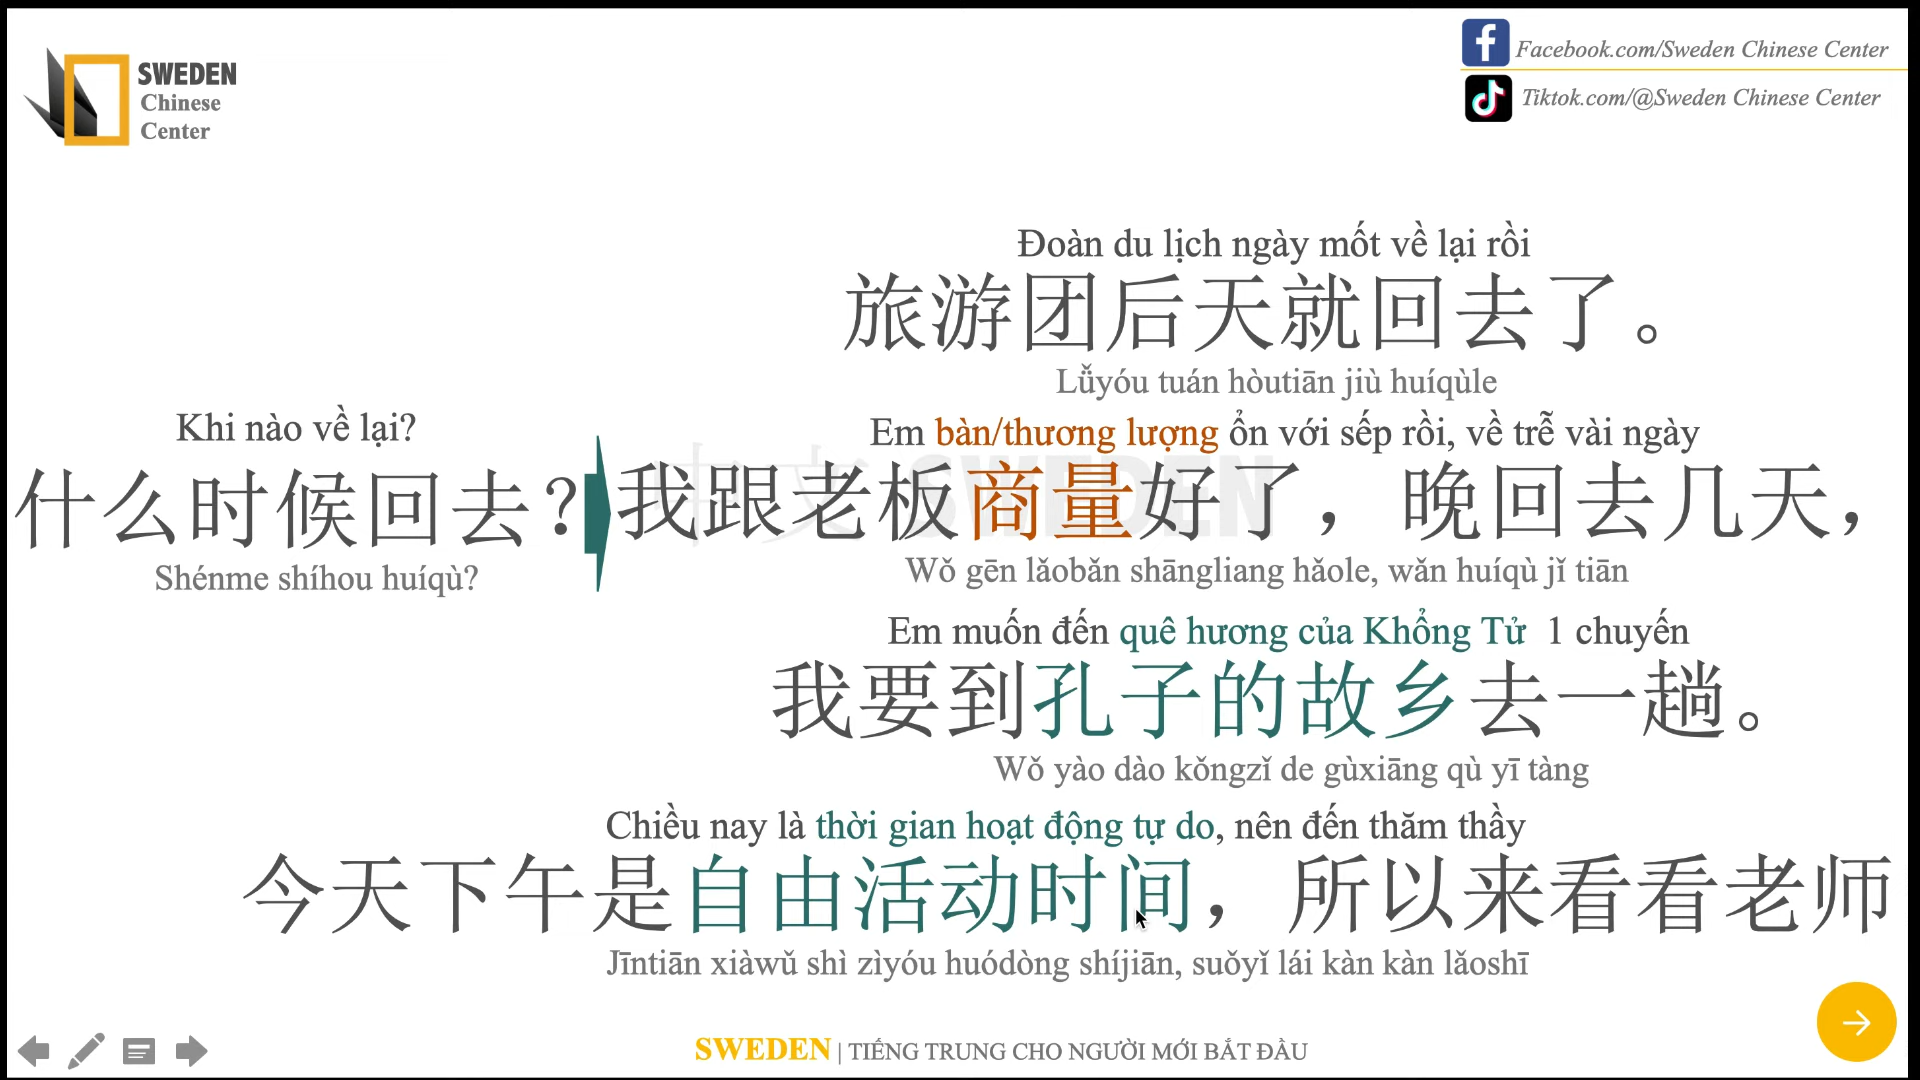 SWEDEN
Chinese
Center
Facebook.com/Sweden Chinese Center
Tiktok.com/@Sweden Chinese Center
Khi nào về lại?
什么时候回去？
Shénme shíhou huíqù?
Đoàn du lịch ngày mốt về lại rồi
旅游团后天就回去了。
Lǚyóu tuán hòutiān jiù huíqùle
Em bàn/thương lượng ổn với sếp rồi, về trễ vài ngày
我跟老板商量好了，晚回去几天，
Wǒ gēn lǎobǎn shāngliang hǎole, wǎn huíqù jǐ tiān
Em muốn đến quê hương của Khổng Tử 1 chuyến
我要到孔子的故乡去一趟。
Wǒ yào dào kǒngzǐ de gùxiāng qù yī tàng
Chiều nay là thời gian hoạt động tự do, nên đến thăm thầy
今天下午是自由活动时间，所以来看看老师
Jīntiān xiàwǔ shì zìyóu huódòng shíjiān, suǒyǐ lái kàn kàn lǎoshī
中文 SWEDEN
SWEDEN | TIẾNG TRUNG CHO NGƯỜI MỚI BẮT ĐẦU